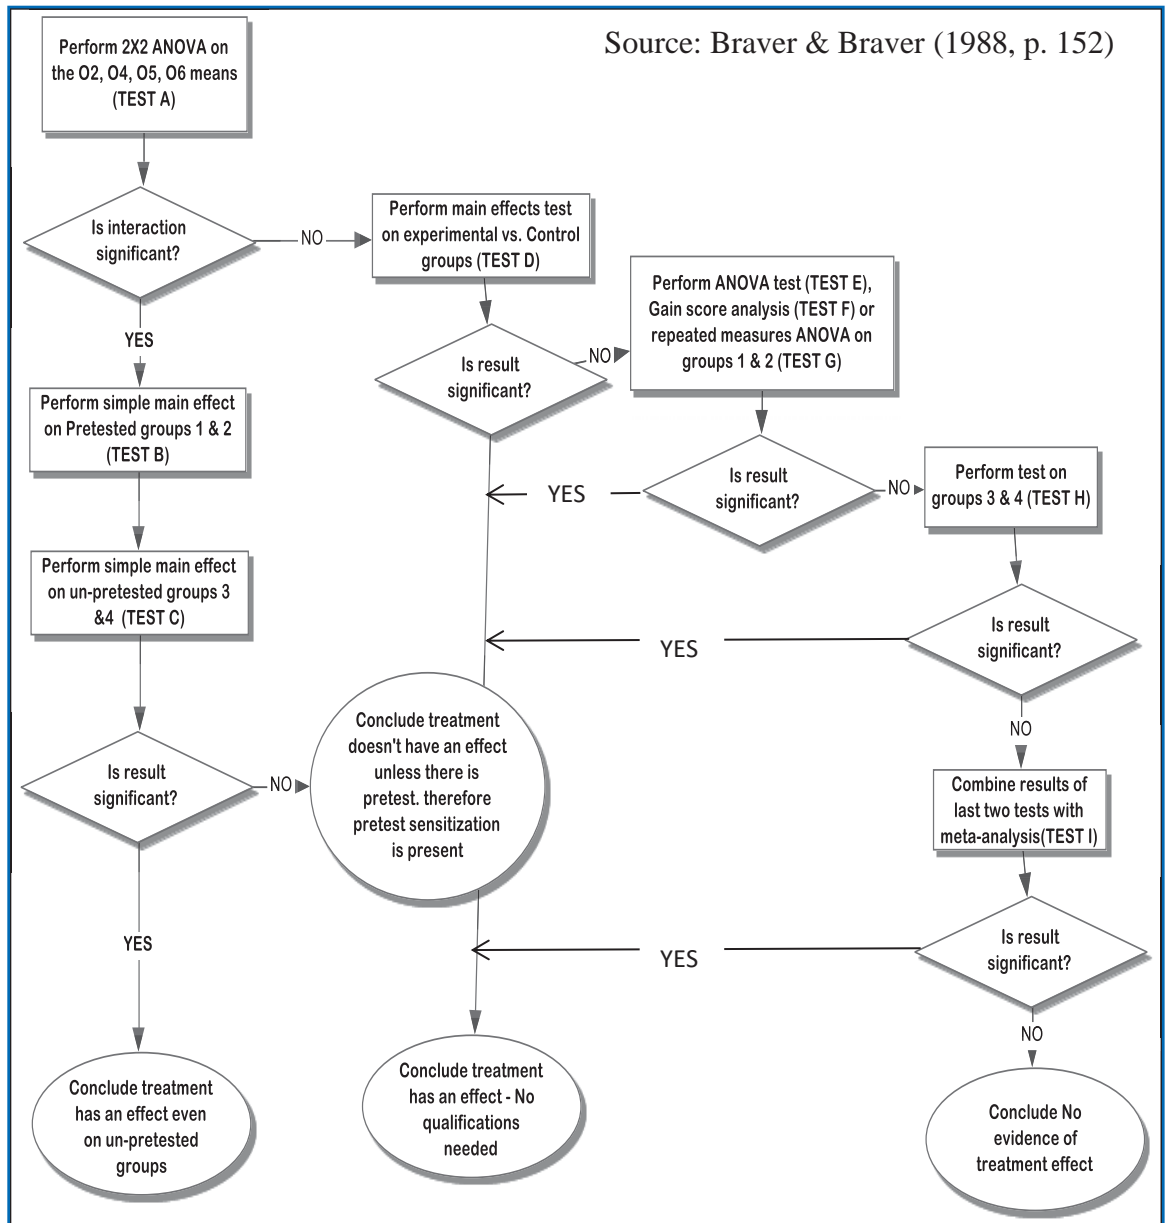 Source: Braver & Braver (1988, p. 152)
Perform 2X2 ANOVA on
the O2, O4, O5, O6 means
(TEST A)
Is interaction
significant?
NO
Perform main effects test
on experimental vs. Control
groups (TEST D)
YES
Is result
significant?
NO
Perform ANOVA test (TEST E),
Gain score analysis (TEST F) or
repeated measures ANOVA on
groups 1 & 2 (TEST G)
Perform simple main effect
on Pretested groups 1 & 2
(TEST B)
Is result
significant?
YES
NO
Perform test on
groups 3 & 4 (TEST H)
Perform simple main effect
on un-pretested groups 3
&4 (TEST C)
Is result
significant?
YES
NO
Is result
significant?
NO
Conclude treatment
doesn't have an effect
unless there is
pretest. therefore
pretest sensitization
is present
Combine results of
last two tests with
meta-analysis(TEST I)
YES
Is result
significant?
YES
NO
Conclude treatment
has an effect even
on un-pretested
groups
Conclude treatment
has an effect - No
qualifications
needed
Conclude No
evidence of
treatment effect